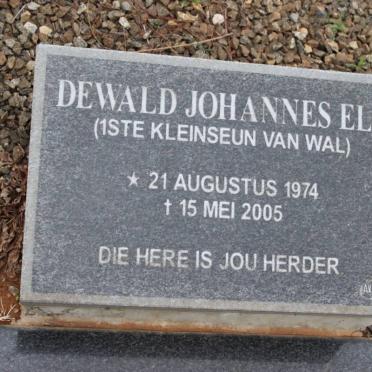 DEWALD JOHANNES EL
(1STE KLEINSEUN VAN WAL)
★ 21 AUGUSTUS 1974
† 15 MEI 2005
DIE HERE IS JOU HERDER